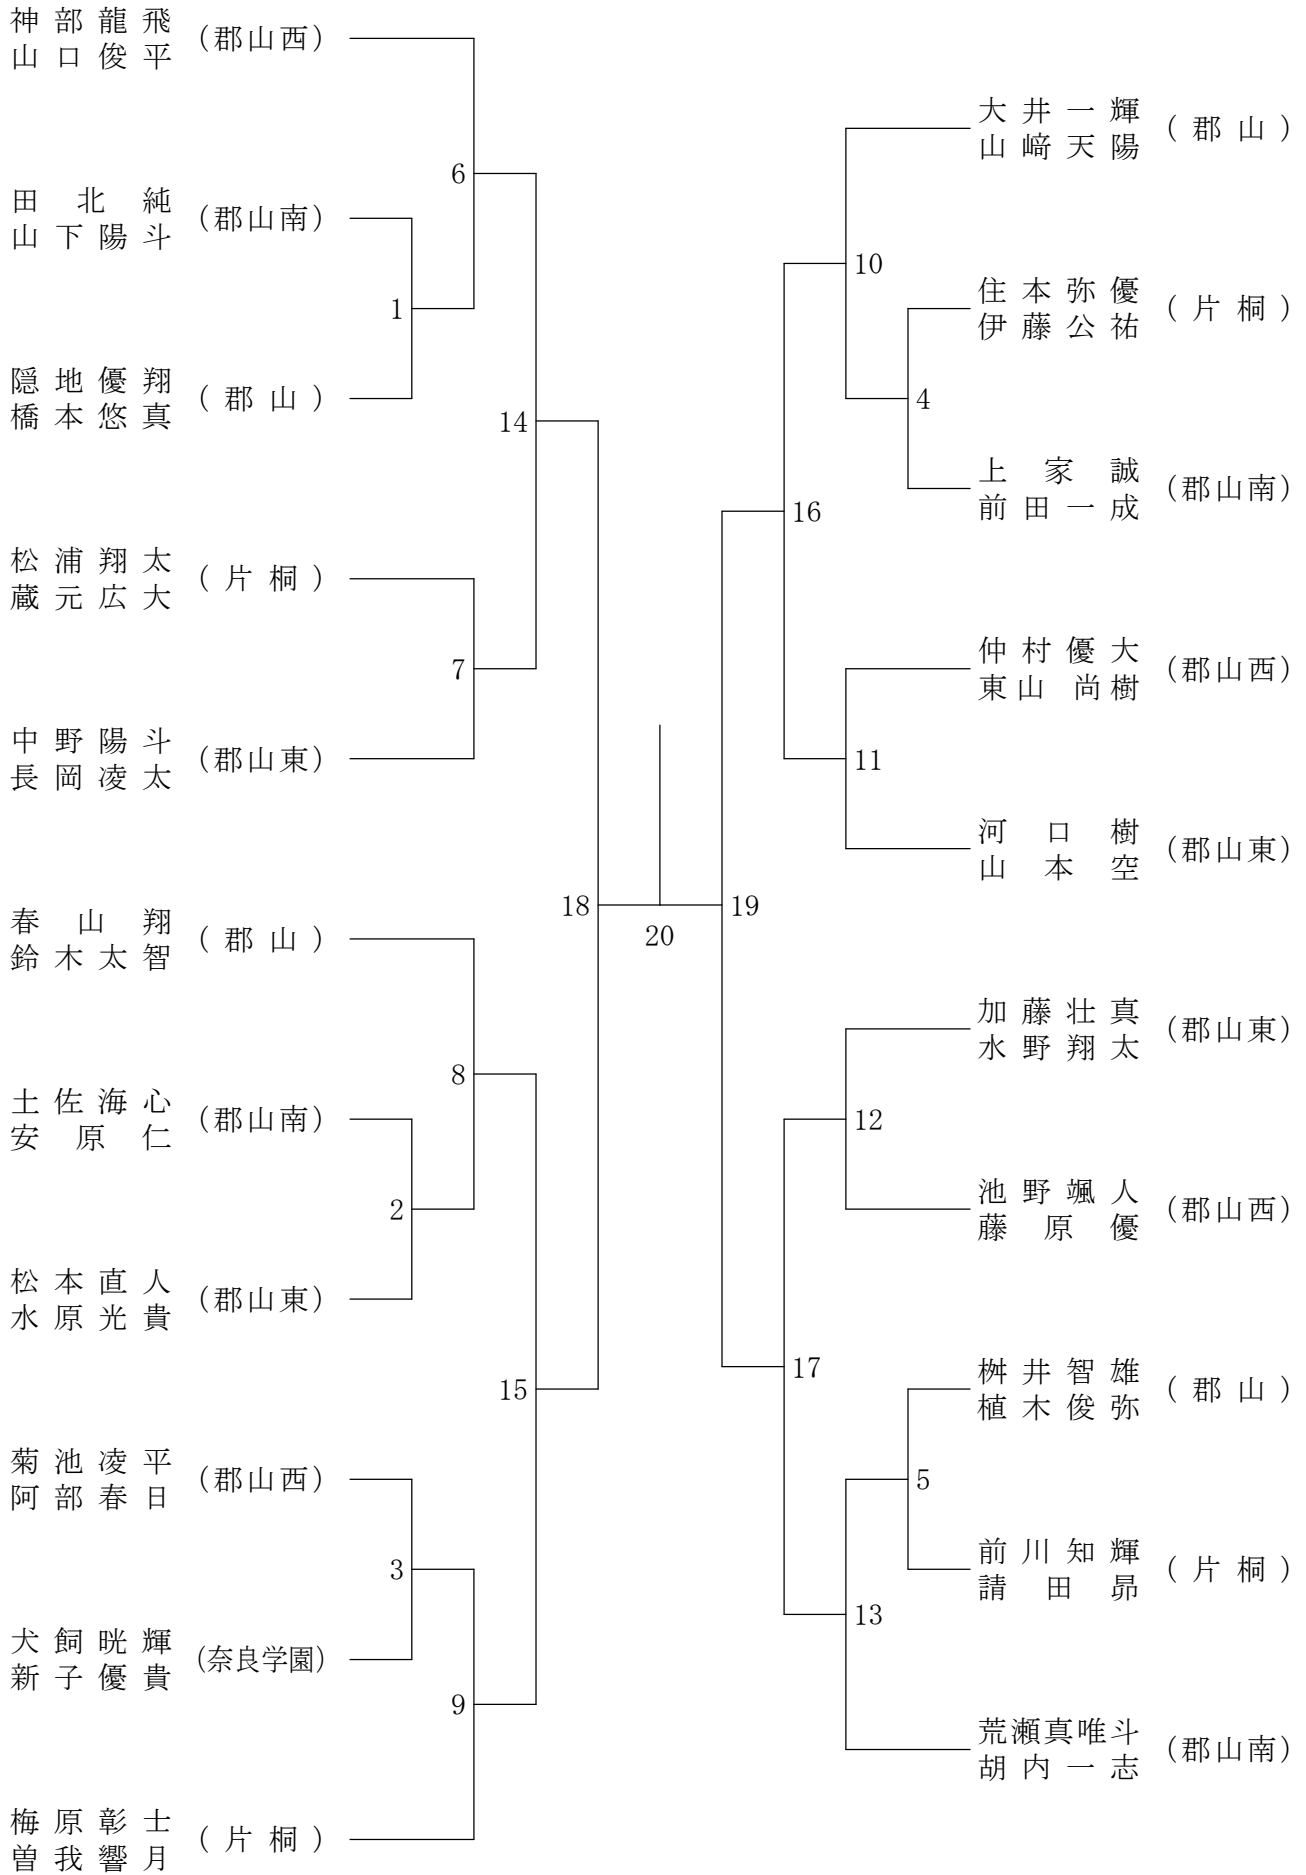 神部龍飛
山口俊平
(郡山西)
田北純
山下陽斗
(郡山南)
隠地優翔
橋本悠真
(郡山)
松浦翔太
蔵元広大
(片桐)
中野陽斗
長岡凌太
(郡山東)
春山翔
鈴木太智
(郡山)
土佐海心
安原仁
(郡山南)
松本直人
水原光貴
(郡山東)
菊池凌平
阿部春日
(郡山西)
犬飼晄輝
新子優貴
(奈良学園)
梅原彰士
曽我響月
(片桐)
6
1
14
7
18
8
2
15
3
9
20
大井一輝
山﨑天陽
(郡山)
住本弥優
伊藤公祐
(片桐)
上家誠
前田一成
(郡山南)
仲村優大
東山尚樹
(郡山西)
河口樹
山本空
(郡山東)
加藤壮真
水野翔太
(郡山東)
池野颯人
藤原優
(郡山西)
桝井智雄
植木俊弥
(郡山)
前川知輝
請田昴
(片桐)
荒瀬真唯斗
胡内一志
(郡山南)
10
4
16
11
19
12
17
5
13